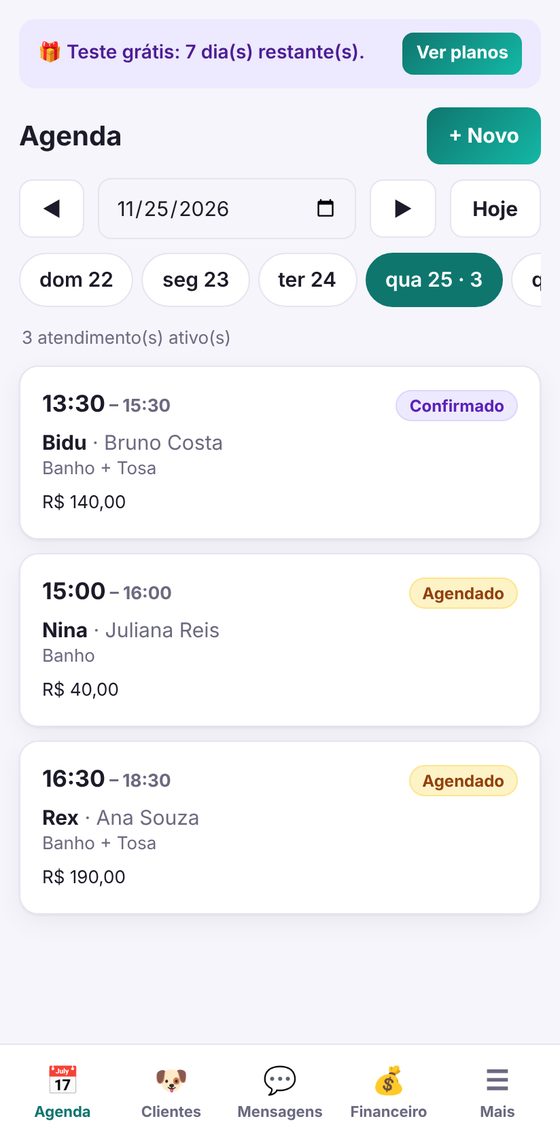 🎁 Teste grátis: 7 dia(s) restante(s).
Ver planos
Agenda
+ Novo
◀ 11/25/2026 ▶ Hoje
dom 22 seg 23 ter 24 qua 25 · 3
3 atendimento(s) ativo(s)
13:30 – 15:30 Confirmado
Bidu · Bruno Costa
Banho + Tosa
R$ 140,00
15:00 – 16:00 Agendado
Nina · Juliana Reis
Banho
R$ 40,00
16:30 – 18:30 Agendado
Rex · Ana Souza
Banho + Tosa
R$ 190,00
July
17
Agenda Clientes Mensagens Financeiro Mais